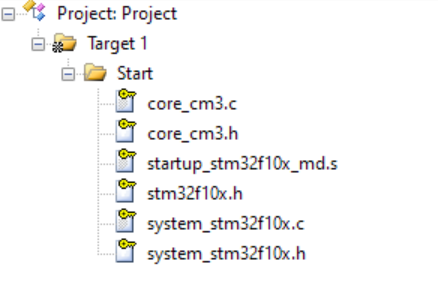 Project: Project
Target 1
Start
core_cm3.c
core_cm3.h
startup_stm32f10x_md.s
stm32f10x.h
system_stm32f10x.c
system_stm32f10x.h